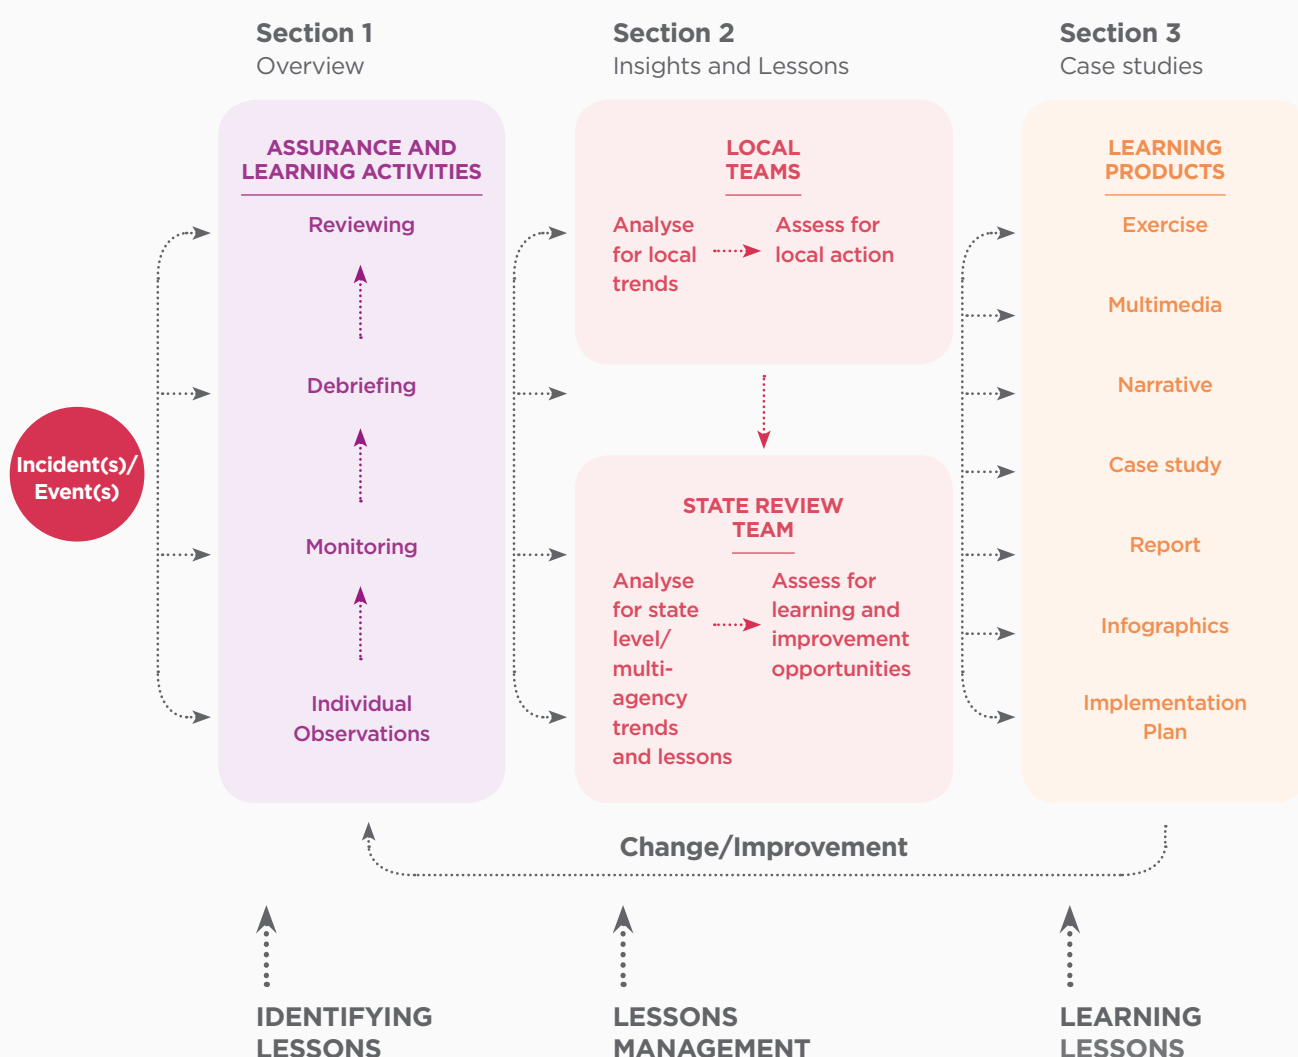 Section 1
Overview
Section 2
Insights and Lessons
Section 3
Case studies
Incident(s)/
Event(s)
ASSURANCE AND
LEARNING ACTIVITIES
Reviewing
Debriefing
Monitoring
Individual
Observations
LOCAL
TEAMS
Analyse
for local
trends
Assess for
local action
STATE REVIEW
TEAM
Analyse
for state
level/
multi-
agency
trends
and lessons
Assess for
learning and
improvement
opportunities
LEARNING
PRODUCTS
Exercise
Multimedia
Narrative
Case study
Report
Infographics
Implementation
Plan
Change/Improvement
IDENTIFYING
LESSONS
LESSONS
MANAGEMENT
LEARNING
LESSONS